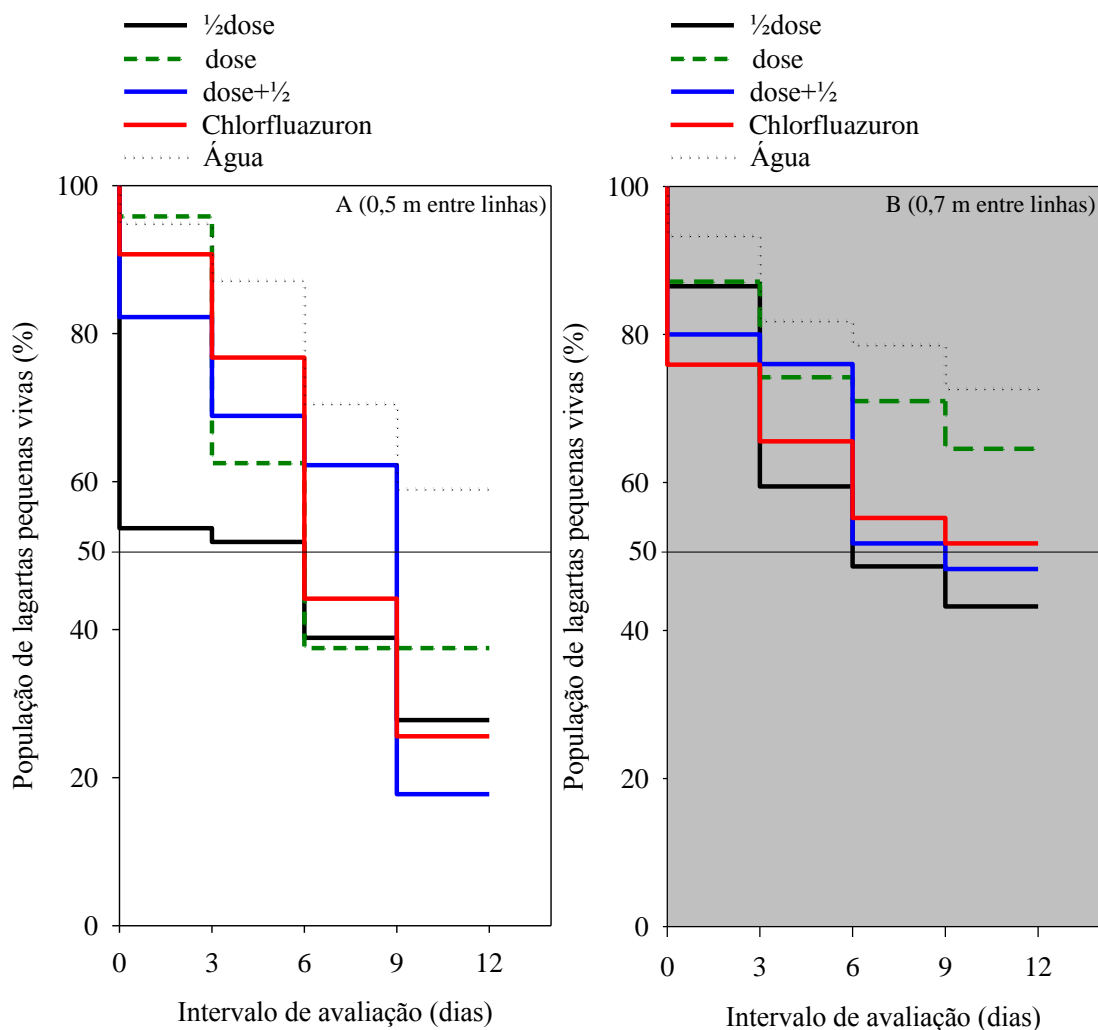 ½dose
dose
dose+½
Chlorfluazuron
Água
A (0,5 m entre linhas)
População de lagartas pequenas vivas (%)
100
80
60
50
40
20
0
0 3 6 9 12
Intervalo de avaliação (dias)
½dose
dose
dose+½
Chlorfluazuron
Água
B (0,7 m entre linhas)
População de lagartas pequenas vivas (%)
100
80
60
50
40
20
0
0 3 6 9 12
Intervalo de avaliação (dias)